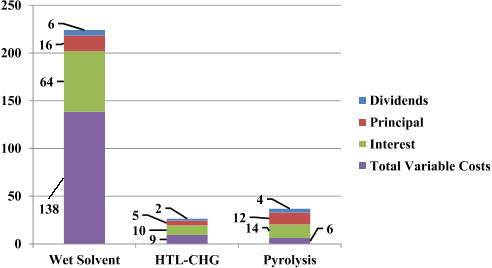 250
200
150
100
50
0
6
16
64
138
2
5
10
9
4
12
14
6
Wet Solvent
HTL-CHG
Pyrolysis
Dividends
Principal
Interest
Total Variable Costs